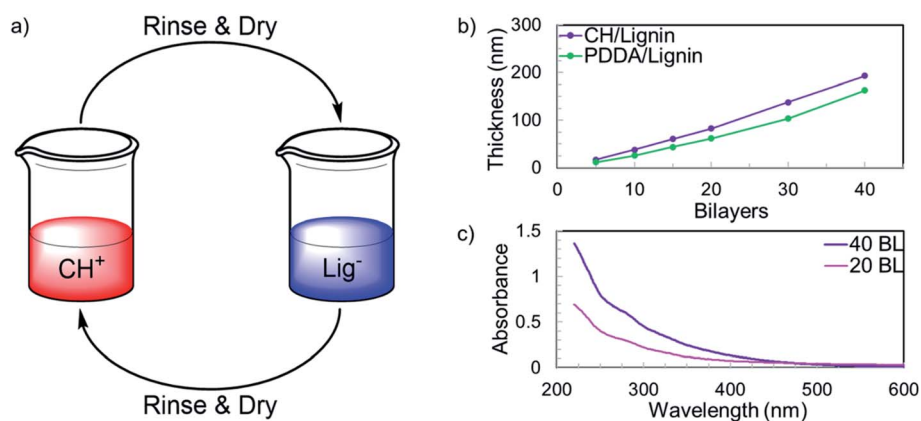 a)
Rinse & Dry
CH⁺
Lig⁻
Rinse & Dry
b)
CH/Lignin
PDDA/Lignin
Thickness (nm)
300
200
100
0
0 10 20 30 40
Bilayers
c)
40 BL
20 BL
Absorbance
1.5
1
0.5
0
200 300 400 500 600
Wavelength (nm)